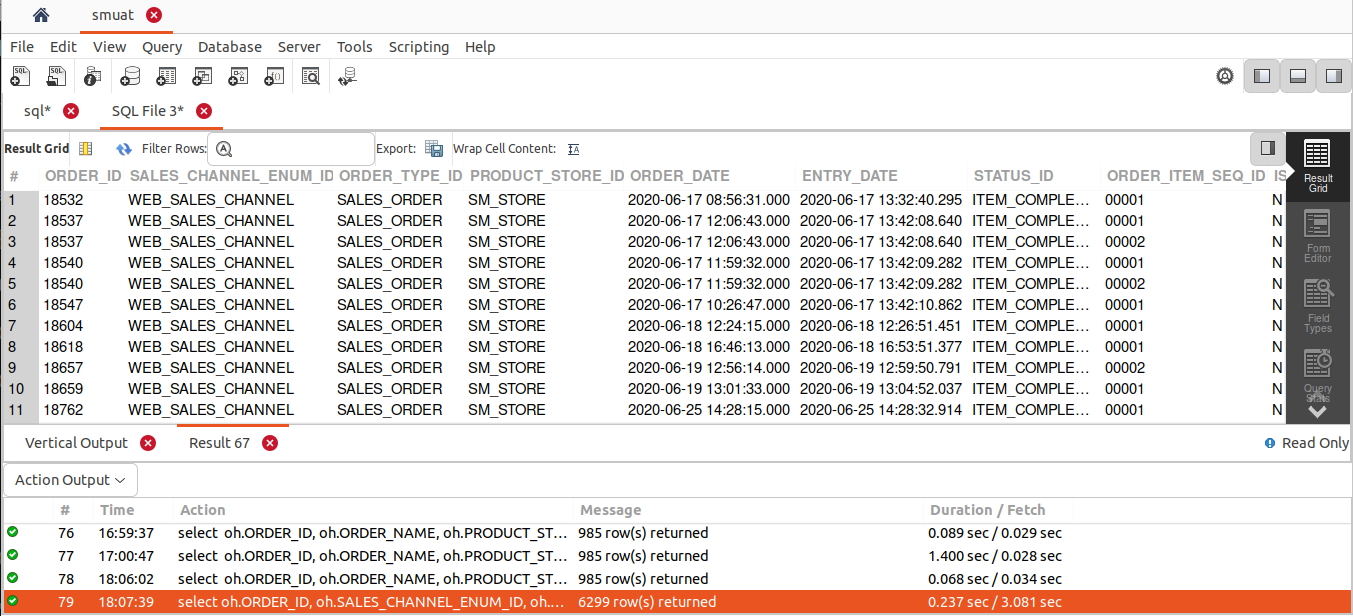 smuat
File Edit View Query Database Server Tools Scripting Help
sql* SQL File 3*
Result Grid Filter Rows: Export: Wrap Cell Content:
# ORDER_ID SALES_CHANNEL_ENUM_ID ORDER_TYPE_ID PRODUCT_STORE_ID ORDER_DATE ENTRY_DATE STATUS_ID ORDER_ITEM_SEQ_ID IS
1 18532 WEB_SALES_CHANNEL SALES_ORDER SM_STORE 2020-06-17 08:56:31.000 2020-06-17 13:32:40.295 ITEM_COMPLE... 00001 N
2 18537 WEB_SALES_CHANNEL SALES_ORDER SM_STORE 2020-06-17 12:06:43.000 2020-06-17 13:42:08.640 ITEM_COMPLE... 00001 N
3 18537 WEB_SALES_CHANNEL SALES_ORDER SM_STORE 2020-06-17 12:06:43.000 2020-06-17 13:42:08.640 ITEM_COMPLE... 00002 N
4 18540 WEB_SALES_CHANNEL SALES_ORDER SM_STORE 2020-06-17 11:59:32.000 2020-06-17 13:42:09.282 ITEM_COMPLE... 00001 N
5 18540 WEB_SALES_CHANNEL SALES_ORDER SM_STORE 2020-06-17 11:59:32.000 2020-06-17 13:42:09.282 ITEM_COMPLE... 00002 N
6 18547 WEB_SALES_CHANNEL SALES_ORDER SM_STORE 2020-06-17 10:26:47.000 2020-06-17 13:42:10.862 ITEM_COMPLE... 00001 N
7 18604 WEB_SALES_CHANNEL SALES_ORDER SM_STORE 2020-06-18 12:24:15.000 2020-06-18 12:26:51.451 ITEM_COMPLE... 00001 N
8 18618 WEB_SALES_CHANNEL SALES_ORDER SM_STORE 2020-06-18 16:46:13.000 2020-06-18 16:53:51.377 ITEM_COMPLE... 00001 N
9 18657 WEB_SALES_CHANNEL SALES_ORDER SM_STORE 2020-06-19 12:56:14.000 2020-06-19 12:59:50.791 ITEM_COMPLE... 00002 N
10 18659 WEB_SALES_CHANNEL SALES_ORDER SM_STORE 2020-06-19 13:01:33.000 2020-06-19 13:04:52.037 ITEM_COMPLE... 00001 N
11 18762 WEB_SALES_CHANNEL SALES_ORDER SM_STORE 2020-06-25 14:28:15.000 2020-06-25 14:28:32.914 ITEM_COMPLE... 00001 N
Result
Grid
Form
Editor
Field
Types
Query
Stats
Vertical Output Result 67 Read Only
Action Output
# Time Action Message Duration / Fetch
76 16:59:37 select oh.ORDER_ID, oh.ORDER_NAME, oh.PRODUCT_ST... 985 row(s) returned 0.089 sec / 0.029 sec
77 17:00:47 select oh.ORDER_ID, oh.ORDER_NAME, oh.PRODUCT_ST... 985 row(s) returned 1.400 sec / 0.028 sec
78 18:06:02 select oh.ORDER_ID, oh.ORDER_NAME, oh.PRODUCT_ST... 985 row(s) returned 0.068 sec / 0.034 sec
79 18:07:39 select oh.ORDER_ID, oh.SALES_CHANNEL_ENUM_ID, oh.... 6299 row(s) returned 0.237 sec / 3.081 sec